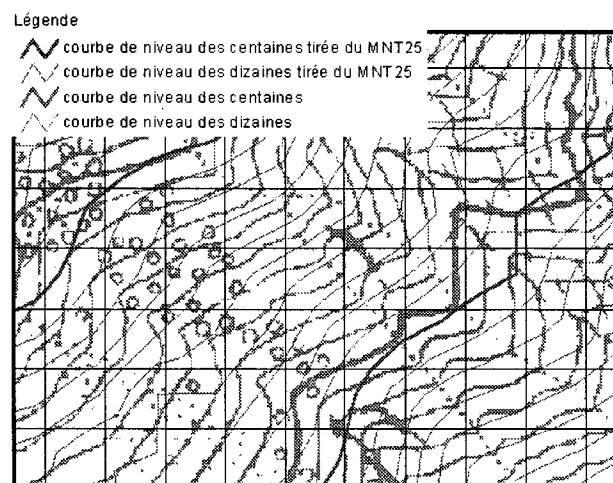 Légende
courbe de niveau des centaines tirée du MNT25
courbe de niveau des dizaines tirée du MNT25
courbe de niveau des centaines
courbe de niveau des dizaines